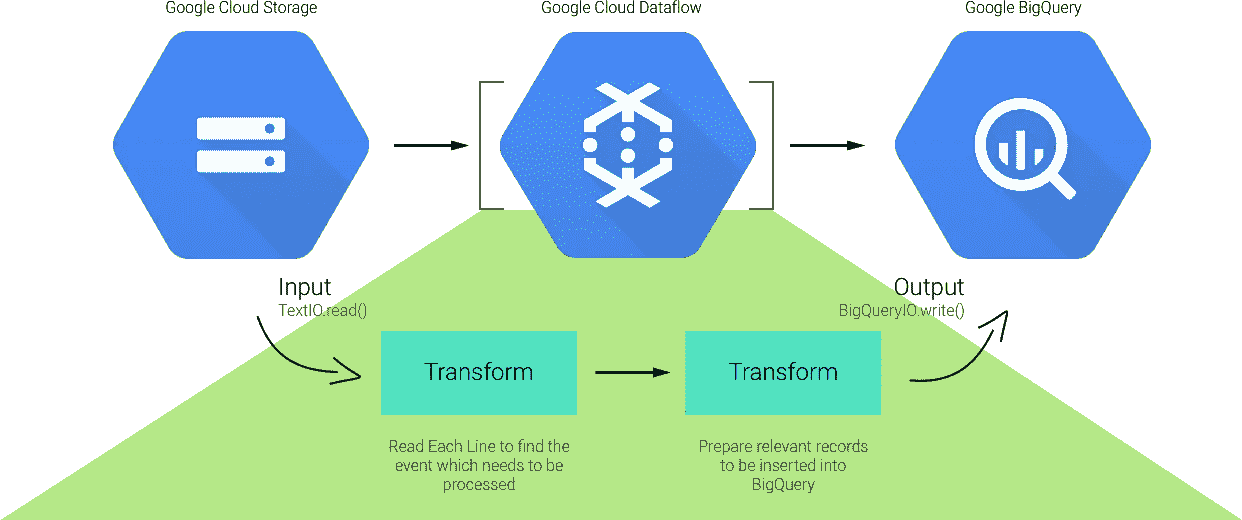 Google Cloud Storage
Google Cloud Dataflow
Google BigQuery
Input
TextIO.read()
Output
BigQueryIO.write()
Transform
Transform
Read Each Line to find the
event which needs to be
processed
Prepare relevant records
to be inserted into
BigQuery